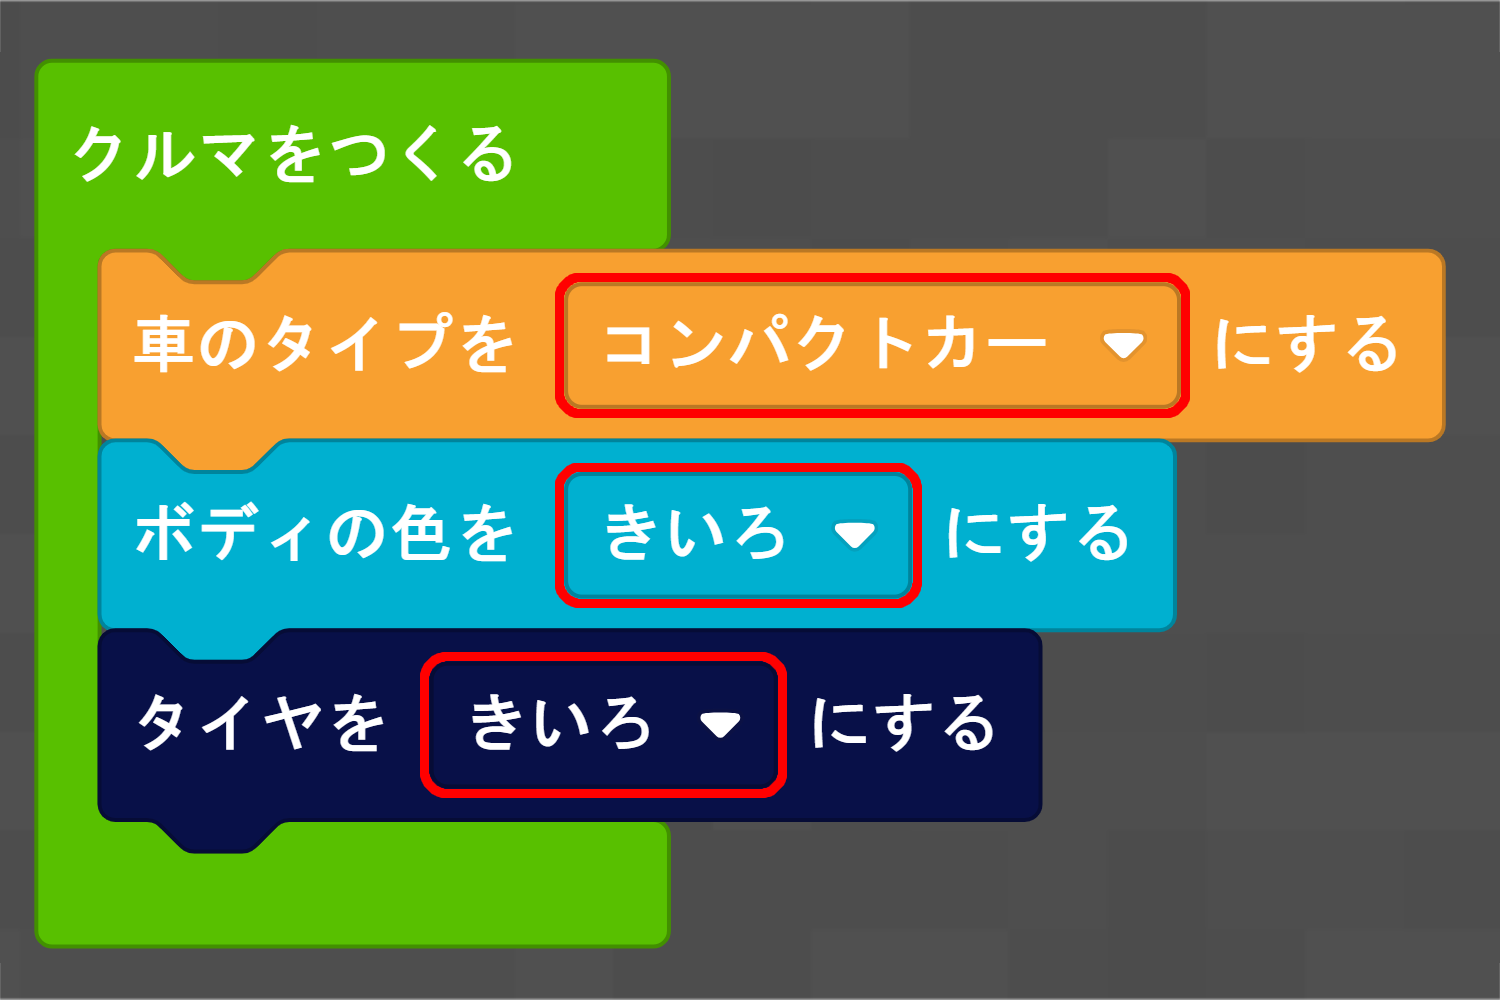 クルマをつくる
車のタイプを コンパクトカー にする
ボディの色を きいろ にする
タイヤを きいろ にする